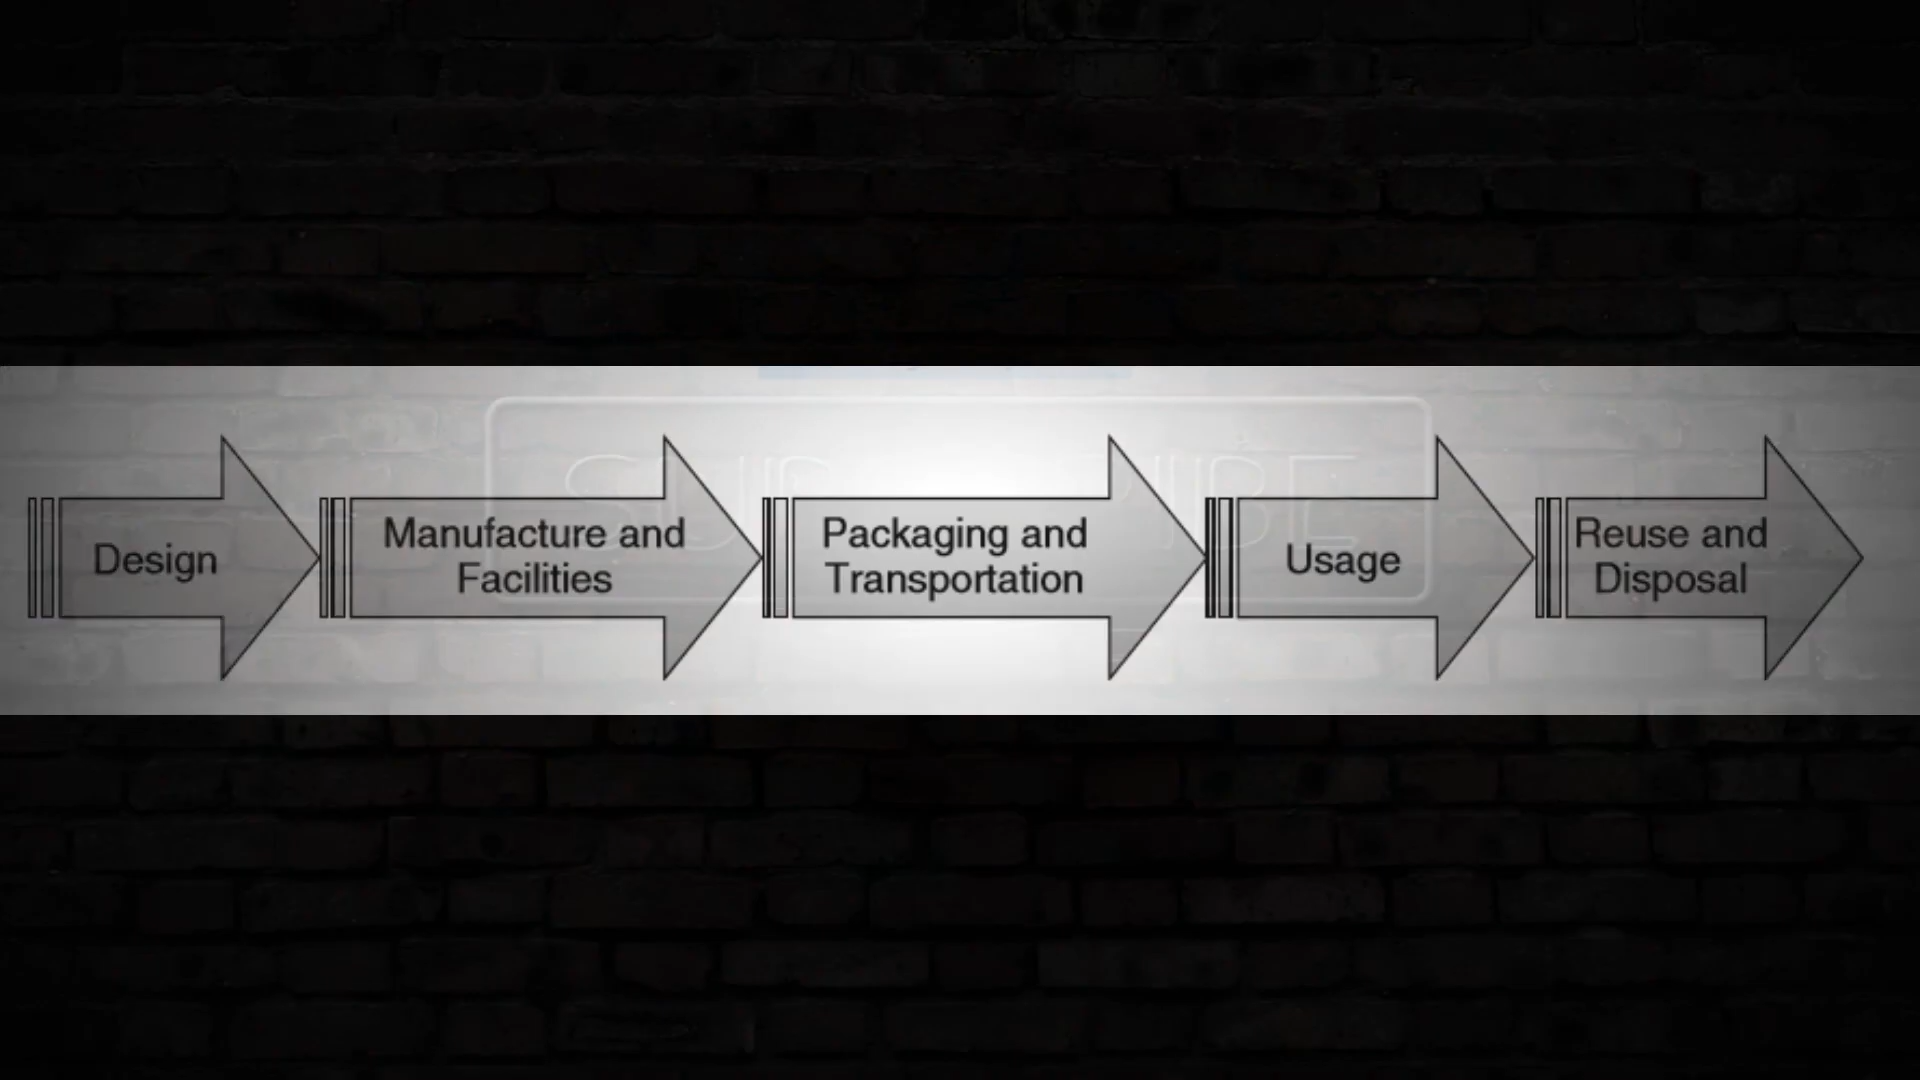 Design
Manufacture and
Facilities
Packaging and
Transportation
Usage
Reuse and
Disposal